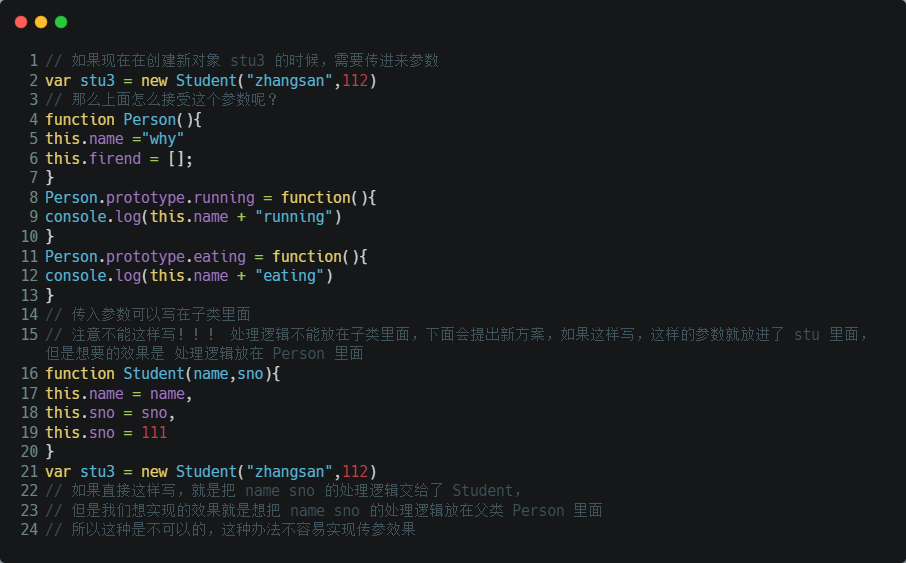 1 // 如果现在在创建新对象 stu3 的时候，需要传进来参数
2 var stu3 = new Student("zhangsan",112)
3 // 那么上面怎么接受这个参数呢？
4 function Person(){
5 this.name ="why"
6 this.firend = [];
7 }
8 Person.prototype.running = function(){
9 console.log(this.name + "running")
10 }
11 Person.prototype.eating = function(){
12 console.log(this.name + "eating")
13 }
14 // 传入参数可以写在子类里面
15 // 注意不能这样写！！！ 处理逻辑不能放在子类里面，下面会提出新方案，如果这样写，这样的参数就放进了 stu 里面，
但是想要的效果是 处理逻辑放在 Person 里面
16 function Student(name,sno){
17 this.name = name,
18 this.sno = sno,
19 this.sno = 111
20 }
21 var stu3 = new Student("zhangsan",112)
22 // 如果直接这样写，就是把 name sno 的处理逻辑交给了 Student，
23 // 但是我们想实现的效果就是想把 name sno 的处理逻辑放在父类 Person 里面
24 // 所以这种是不可以的，这种办法不容易实现传参效果